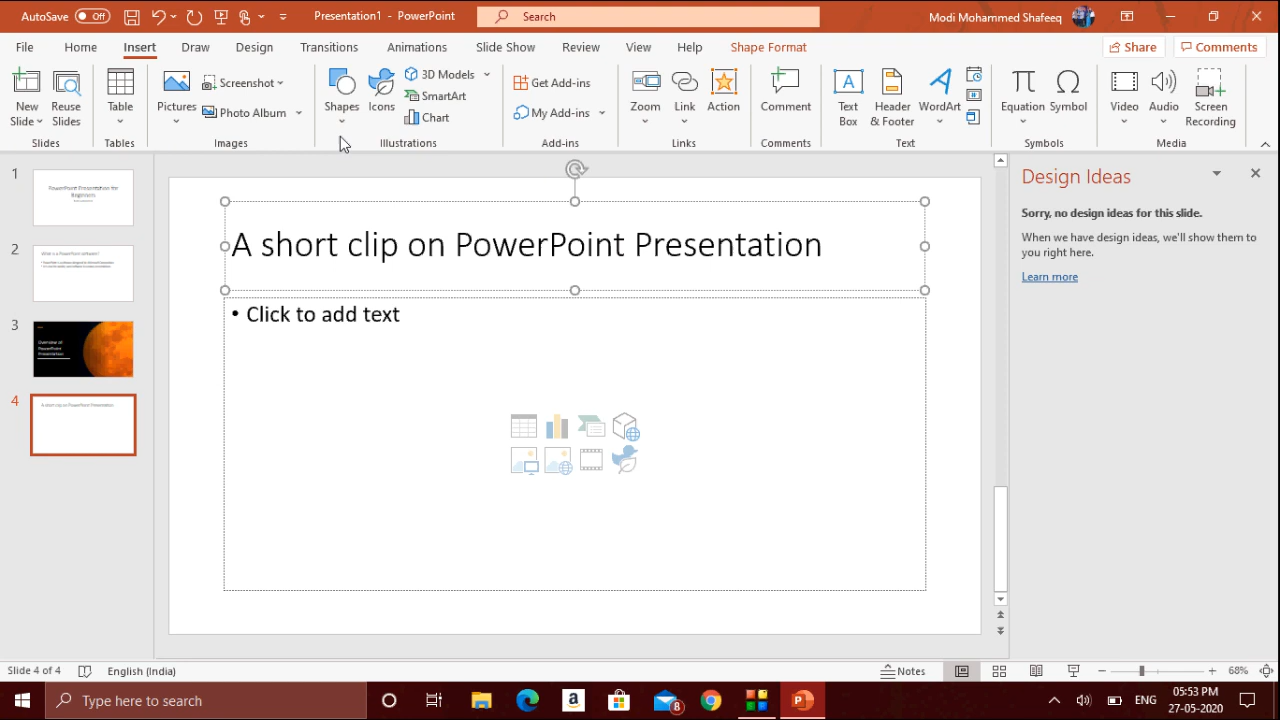 AutoSave Off Presentation1 - PowerPoint Search Modi Mohammed Shafeeq
File Home Insert Draw Design Transitions Animations Slide Show Review View Help Shape Format Share Comments
New Slide
Reuse Slides
Table
Pictures
Screenshot
Photo Album
Shapes
Icons
3D Models
SmartArt
Chart
Get Add-ins
My Add-ins
Zoom
Link
Action
Comment
Text Box
Header & Footer
WordArt
Equation
Symbol
Video
Audio
Screen Recording
Slides Tables Images Illustrations Add-ins Links Comments Text Symbols Media
1
PowerPoint Presentation for
Beginners
2
What is a PowerPoint software?
3
Overview of
PowerPoint
Presentation
4
A short clip on PowerPoint Presentation
A short clip on PowerPoint Presentation
• Click to add text
Design Ideas
Sorry, no design ideas for this slide.
When we have design ideas, we'll show them to
you right here.
Learn more
Slide 4 of 4 English (India) Notes 68%
Type here to search
8
ENG
05:53 PM
27-05-2020